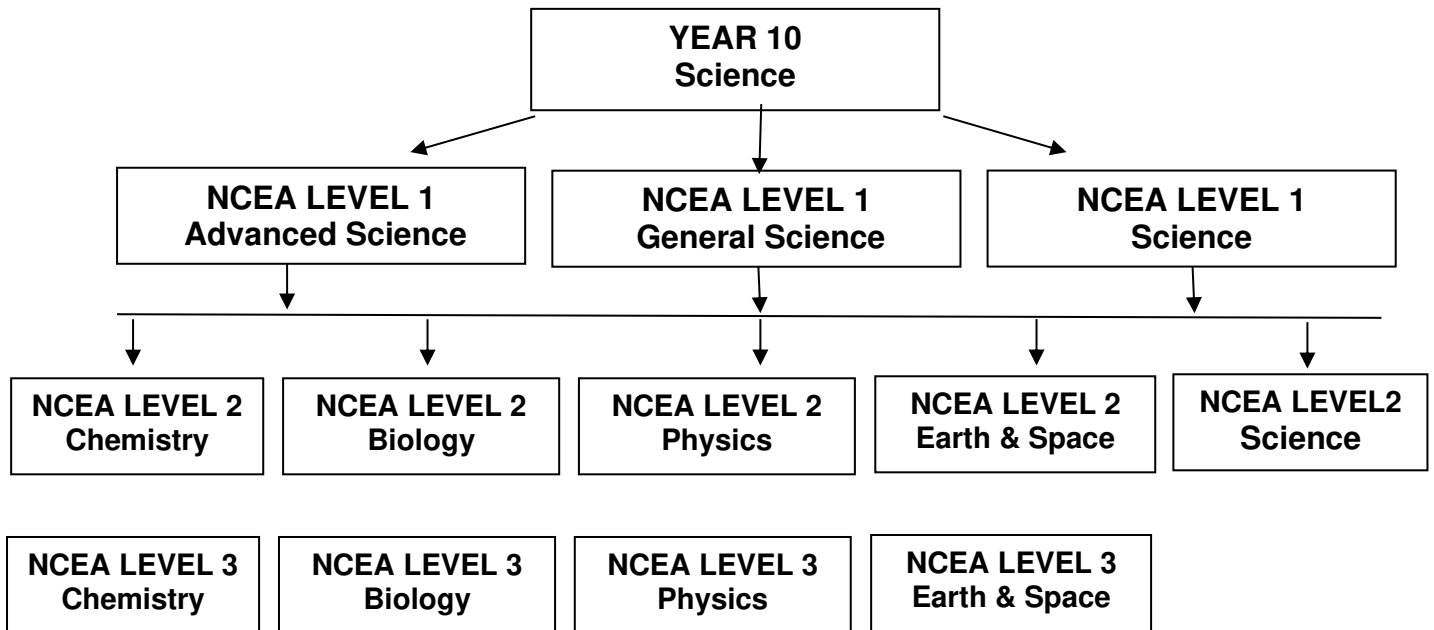 YEAR 10
Science
NCEA LEVEL 1
Advanced Science
NCEA LEVEL 1
General Science
NCEA LEVEL 1
Science
NCEA LEVEL 2
Chemistry
NCEA LEVEL 2
Biology
NCEA LEVEL 2
Physics
NCEA LEVEL 2
Earth & Space
NCEA LEVEL2
Science
NCEA LEVEL 3
Chemistry
NCEA LEVEL 3
Biology
NCEA LEVEL 3
Physics
NCEA LEVEL 3
Earth & Space